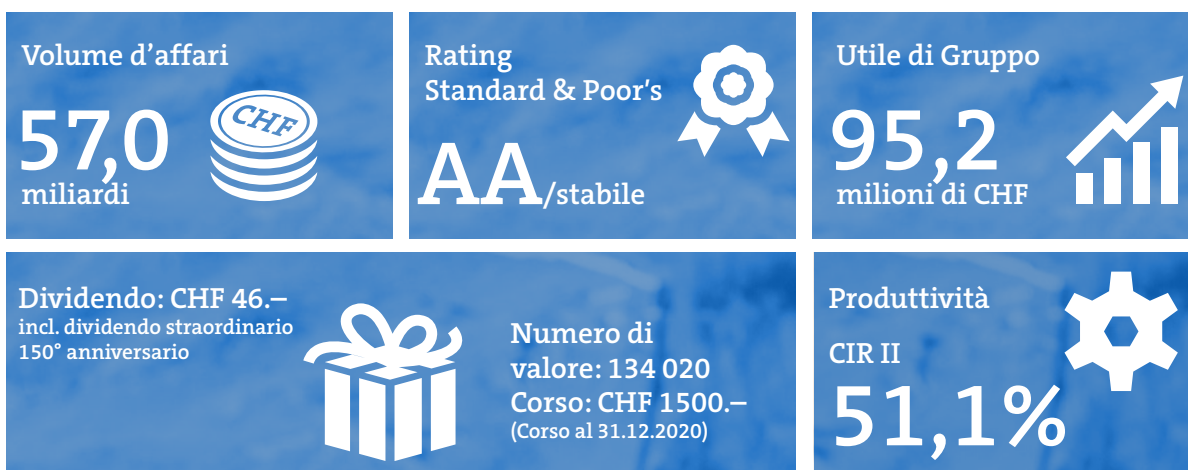 Volume d’affari
57,0
miliardi
CHF
Rating
Standard & Poor’s
AA/stabile
Utile di Gruppo
95,2
milioni di CHF
Dividendo: CHF 46.–
incl. dividendo straordinario
150° anniversario
Numero di
valore: 134 020
Corso: CHF 1500.–
(Corso al 31.12.2020)
Produttività
CIR II
51,1%